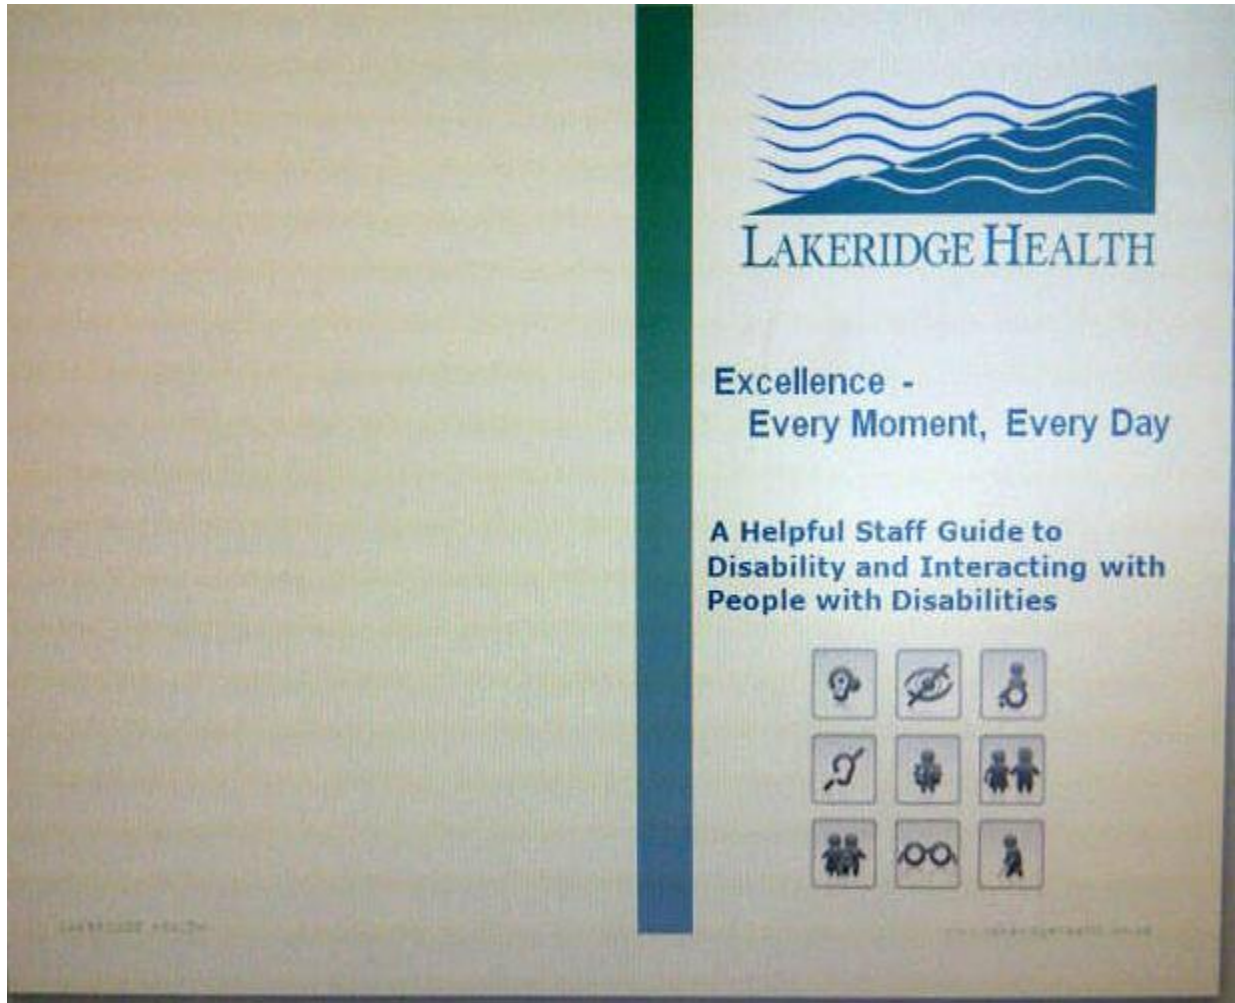 LAKERIDGE HEALTH
Excellence -
Every Moment, Every Day
A Helpful Staff Guide to
Disability and Interacting with
People with Disabilities